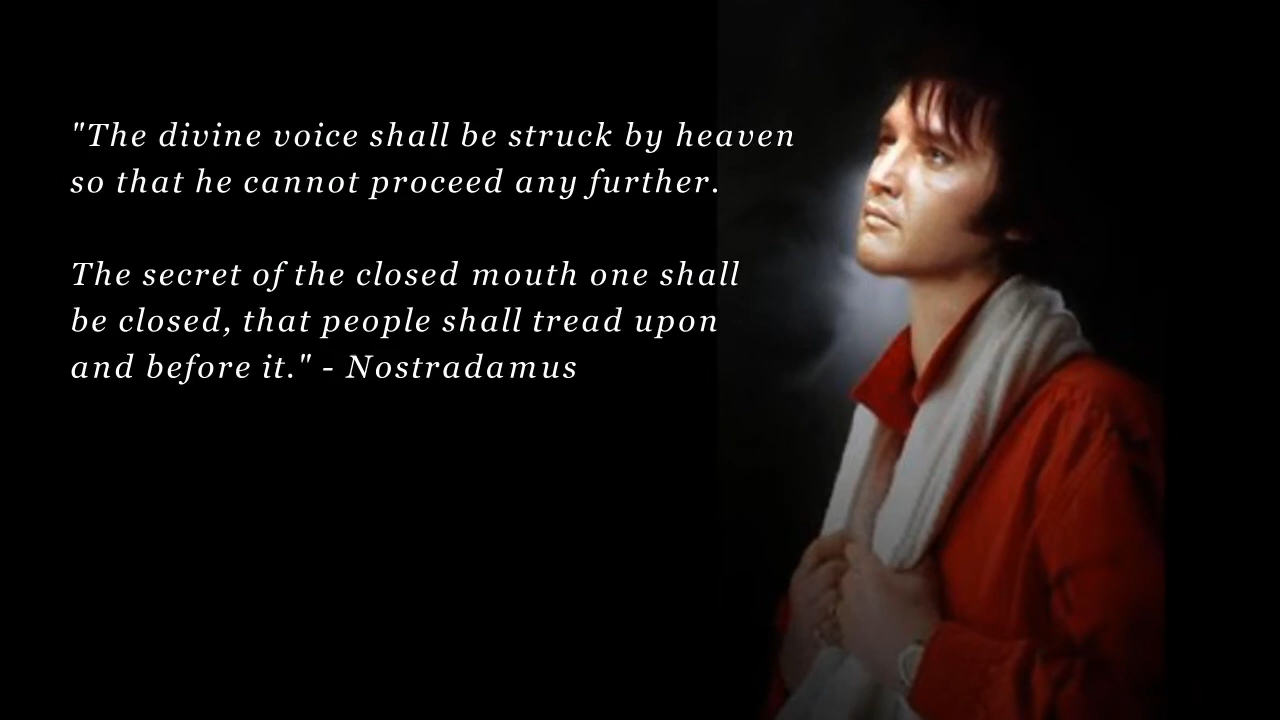 "The divine voice shall be struck by heaven
so that he cannot proceed any further.
The secret of the closed mouth one shall
be closed, that people shall tread upon
and before it." - Nostradamus